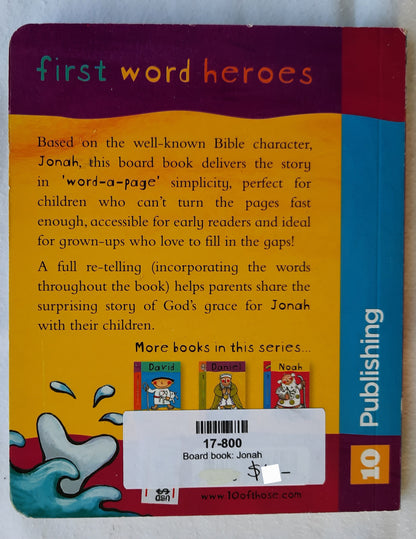 first word heroes
Based on the well-known Bible character,
Jonah, this board book delivers the story
in 'word-a-page' simplicity, perfect for
children who can't turn the pages fast
enough, accessible for early readers and ideal
for grown-ups who love to fill in the gaps!
A full re-telling (incorporating the words
throughout the book) helps parents share the
surprising story of God's grace for Jonah
with their children.
More books in this series...
David
Daniel
Noah
17-800
Board book: Jonah
$
USD
www.10ofthose.com
10 Publishing